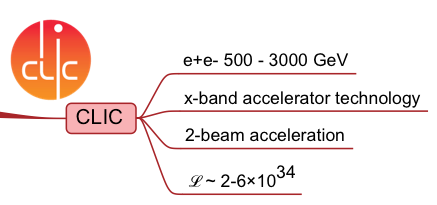 clic
e+e- 500 - 3000 GeV
x-band accelerator technology
CLIC
2-beam acceleration
ℒ ~ 2-6×10³⁴